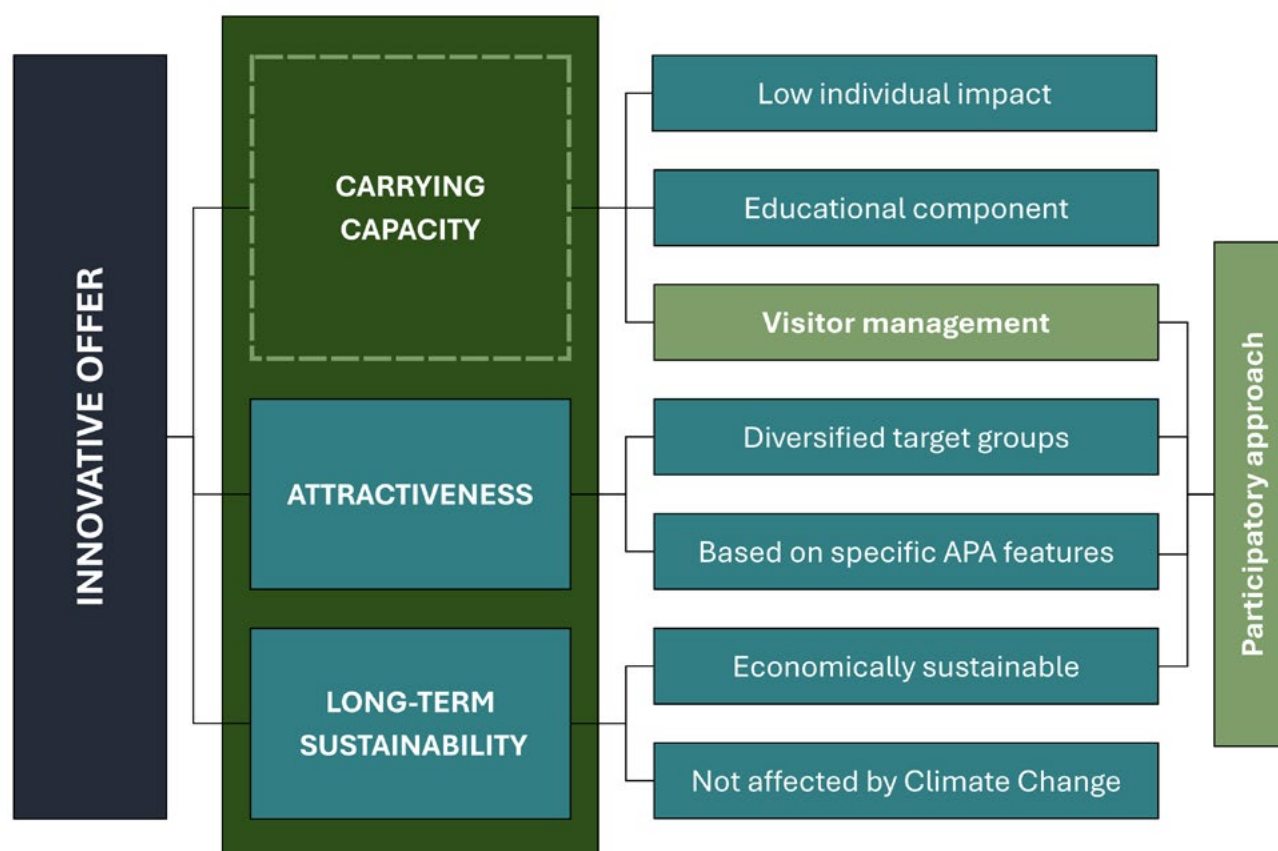 INNOVATIVE OFFER
CARRYING
CAPACITY
ATTRACTIVENESS
LONG-TERM
SUSTAINABILITY
Low individual impact
Educational component
Visitor management
Diversified target groups
Based on specific APA features
Economically sustainable
Not affected by Climate Change
Participatory approach